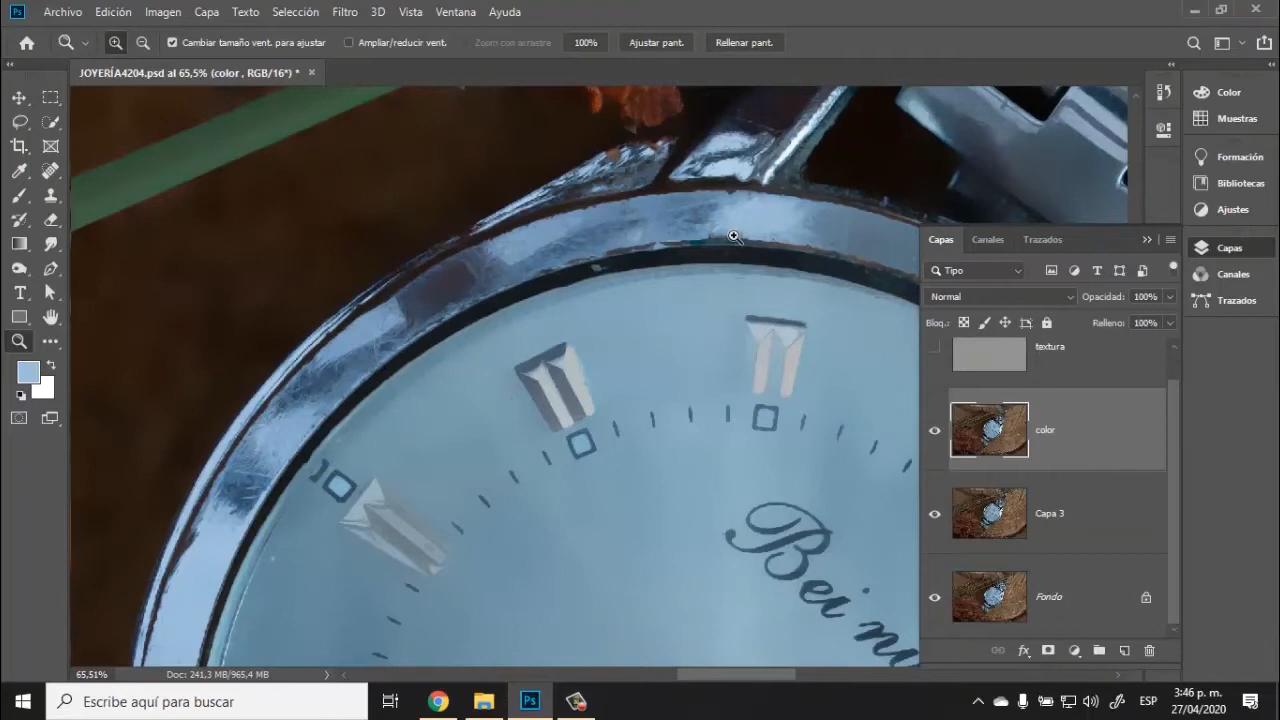 Ps Archivo Edición Imagen Capa Texto Selección Filtro 3D Vista Ventana Ayuda
Cambiar tamaño vent. para ajustar Ampliar/reducir vent. Zoom con arrastre 100% Ajustar pant. Rellenar pant.
JOYERÍA4204.psd al 65,5% (color , RGB/16*) *
Color
Muestras
Formación
Bibliotecas
Ajustes
Capas
Canales
Trazados
Capas Canales Trazados
Tipo
Normal Opacidad: 100%
Bloq.: Relleno: 100%
textura
color
Capa 3
Fondo
Bei
65,51% Doc: 241,3 MB/965,4 MB
Escribe aquí para buscar
Ps
ESP
3:46 p. m.
27/04/2020